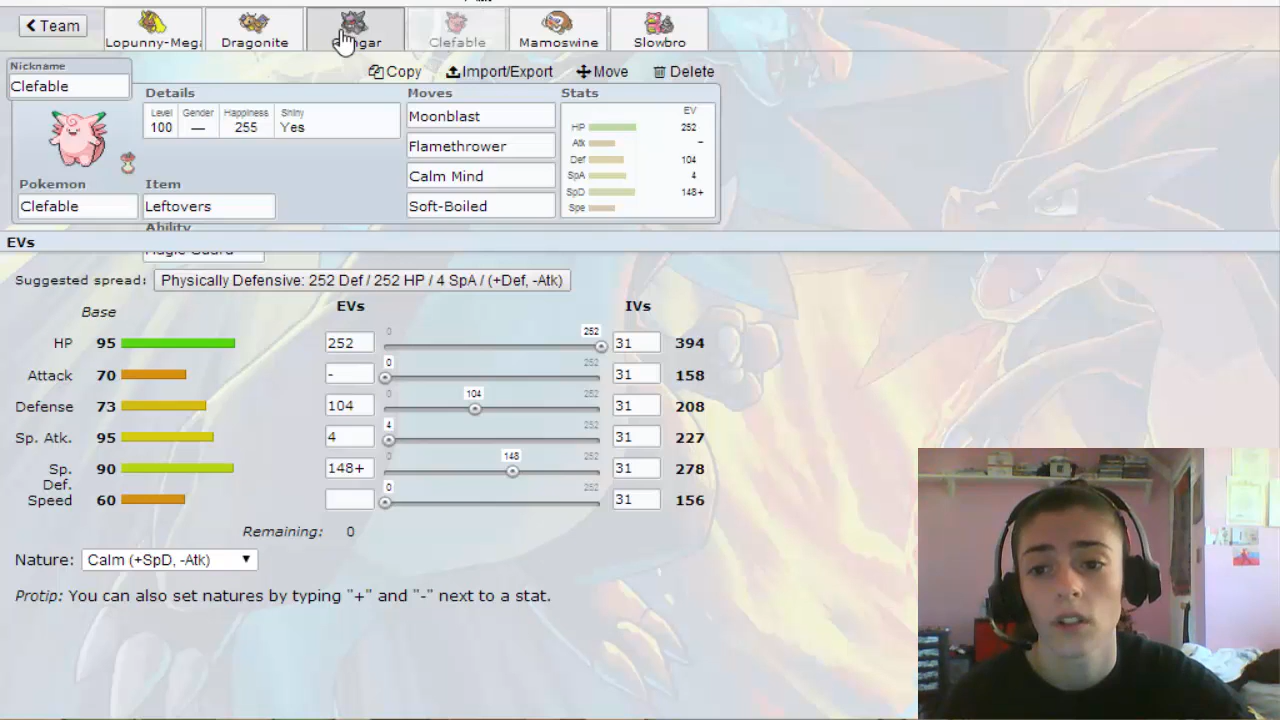 Team
Lopunny-Mega
Dragonite
Clefable
Mamoswine
Slowbro
Nickname
Clefable
Copy
Import/Export
Move
Delete
Details
Level Gender Happiness Shiny
100 — 255 Yes
Pokemon
Clefable
Item
Leftovers
Ability
Magic Guard
Moves
Moonblast
Flamethrower
Calm Mind
Soft-Boiled
Stats
EV
HP 252
Atk -
Def 104
SpA 4
SpD 148+
Spe
EVs
Suggested spread: Physically Defensive: 252 Def / 252 HP / 4 SpA / (+Def, -Atk)
Base EVs IVs
HP 95 252 0 252 31 394
Attack 70 - 0 252 31 158
Defense 73 104 0 104 252 31 208
Sp. Atk. 95 4 4 252 31 227
Sp. Def. 90 148+ 0 148 252 31 278
Speed 60 0 252 31 156
Remaining: 0
Nature: Calm (+SpD, -Atk)
Protip: You can also set natures by typing "+" and "-" next to a stat.